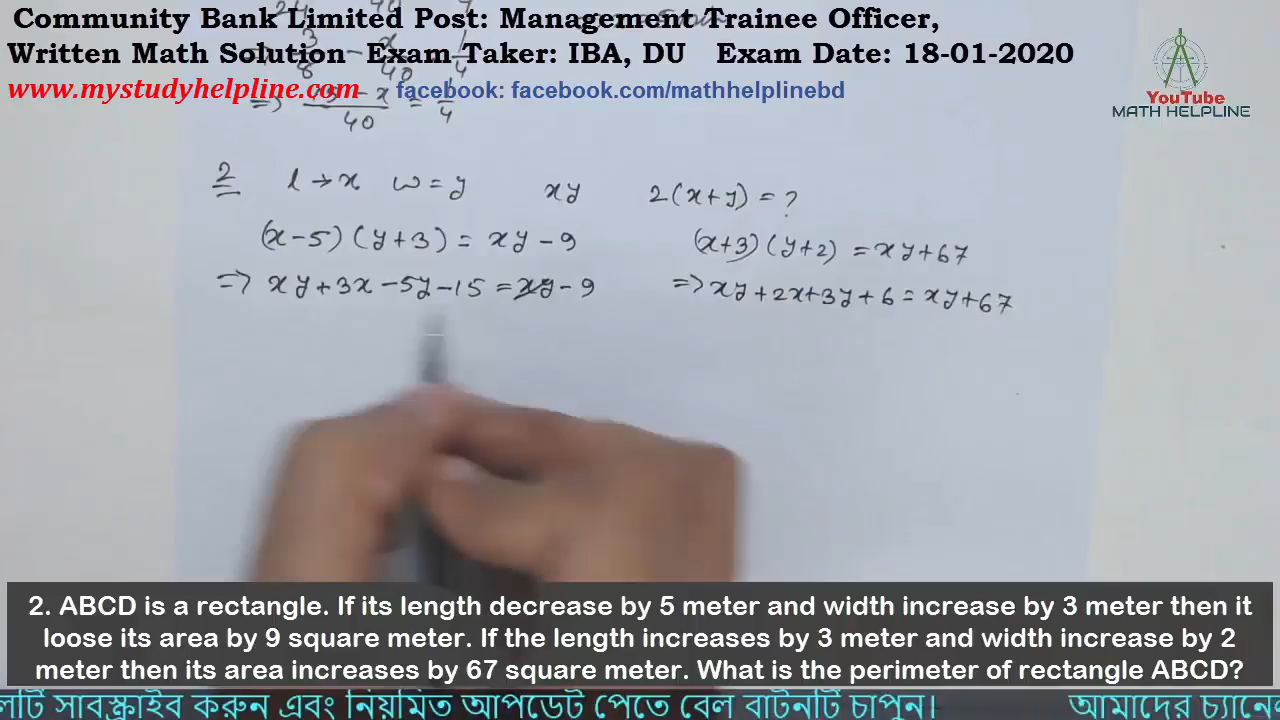 Community Bank Limited Post: Management Trainee Officer,
Written Math Solution Exam Taker: IBA, DU Exam Date: 18-01-2020
www.mystudyhelpline.com facebook: facebook.com/mathhelplinebd
YouTube
MATH HELPLINE
2 l → x w = y xy 2(x+y) = ?
(x-5)(y+3) = xy - 9 (x+3)(y+2) = xy+67
=> xy+3x-5y-15 = xy-9 => xy+2x+3y+6 = xy+67
2. ABCD is a rectangle. If its length decrease by 5 meter and width increase by 3 meter then it
loose its area by 9 square meter. If the length increases by 3 meter and width increase by 2
meter then its area increases by 67 square meter. What is the perimeter of rectangle ABCD?
লটি সাবস্ক্রাইব করুন এবং নিয়মিত আপডেট পেতে বেল বাটনটি চাপুন। আমাদের চ্যানে